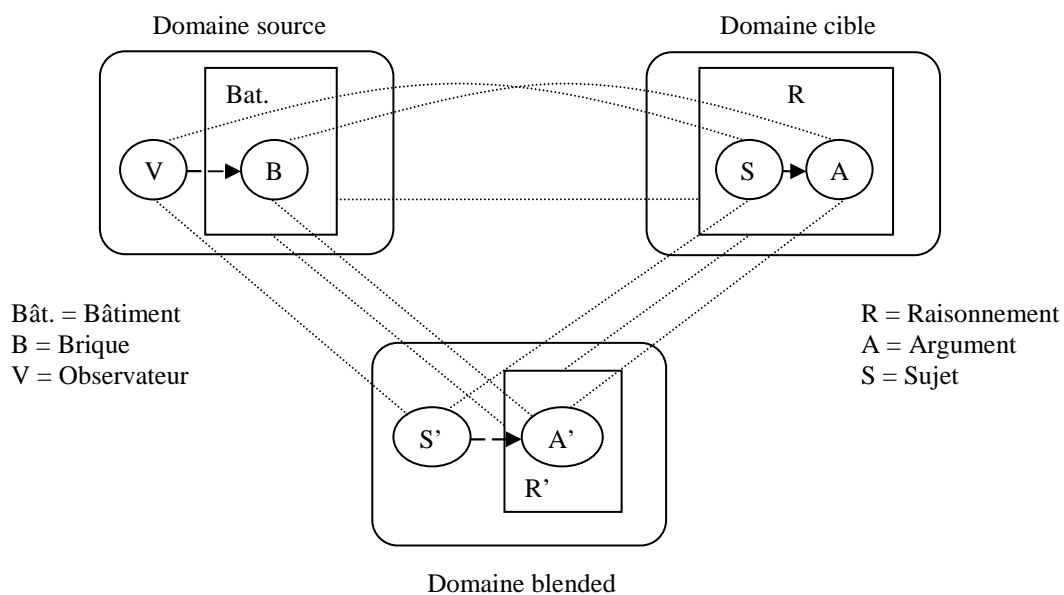 Domaine source
Domaine cible
Bat.
R
V
B
S
A
Bât. = Bâtiment
B = Brique
V = Observateur
R = Raisonnement
A = Argument
S = Sujet
S’
A’
R’
Domaine blended